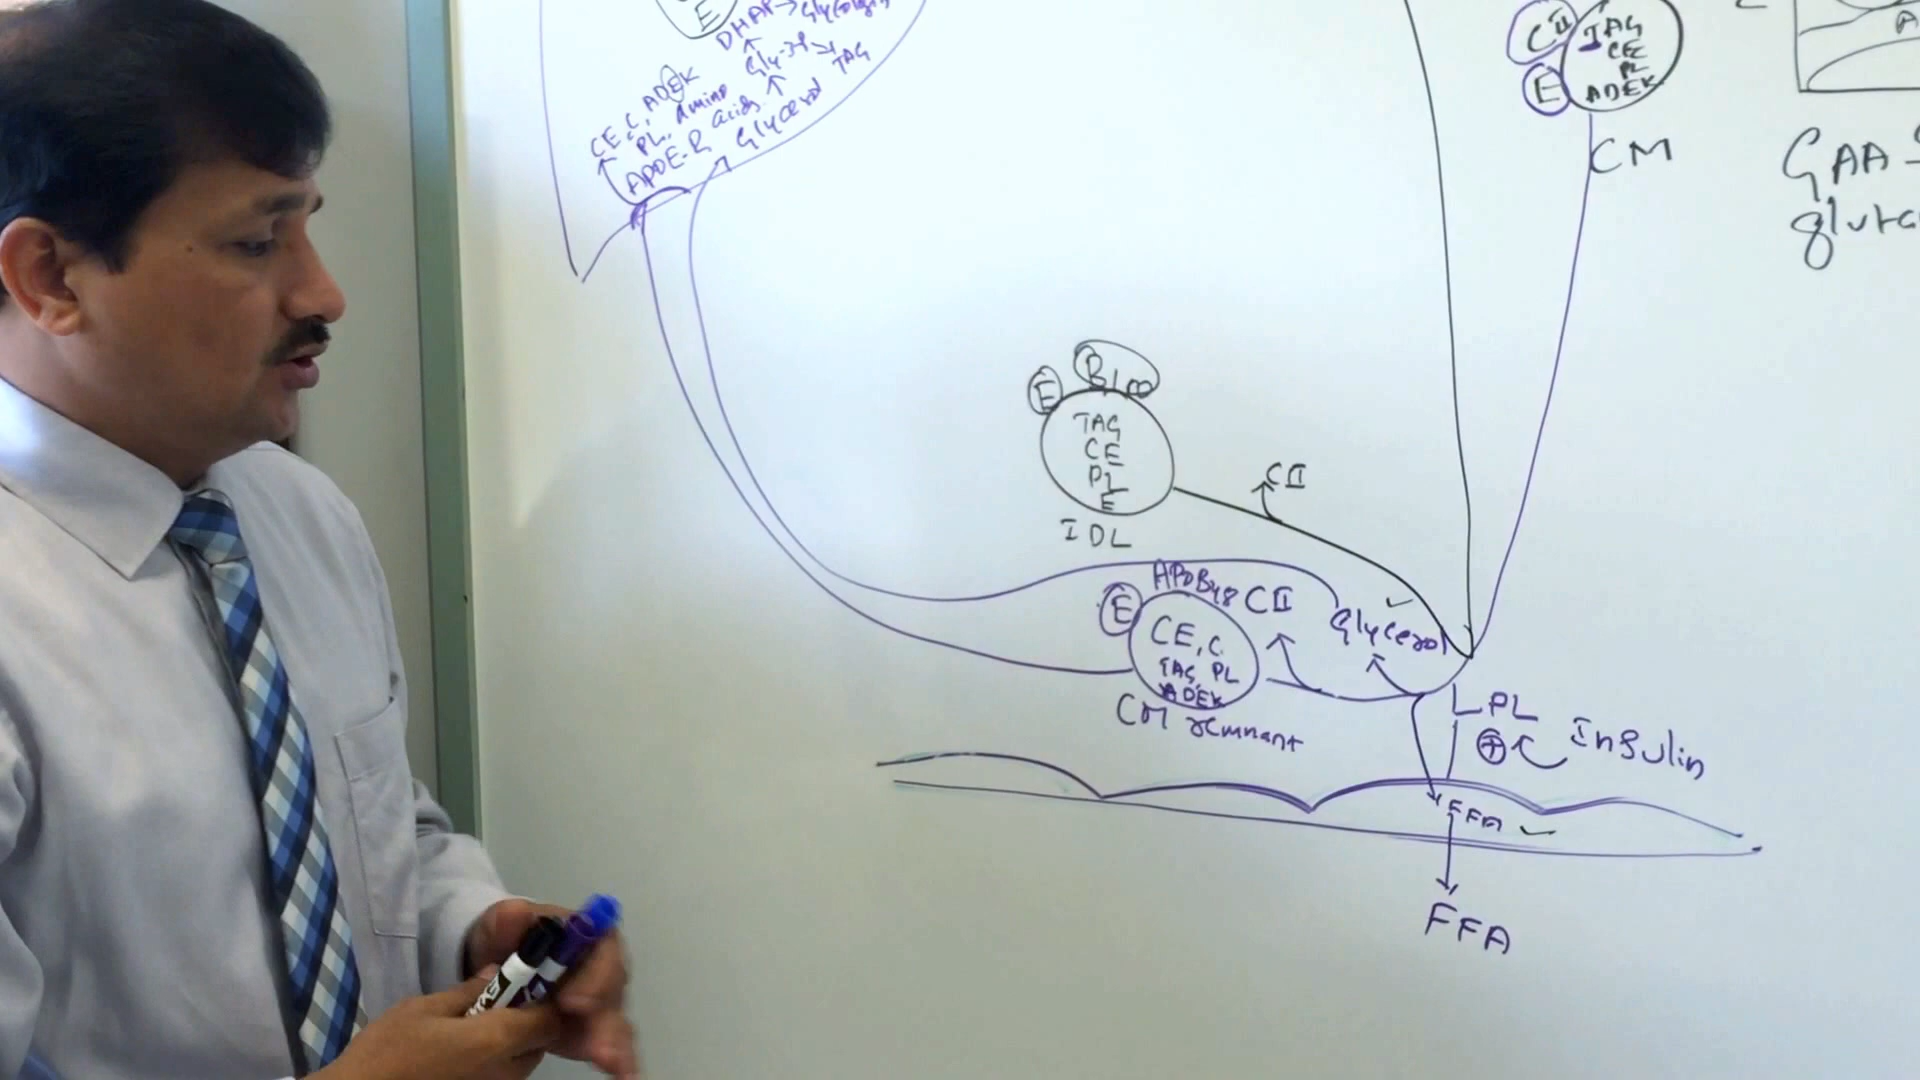 E
DHAP→Glycolysis
Gly-3-P→TAG
Glycerol
CE, C, ADEK
PL, Amino acids
APOE-R
CII
E
TAG
CE
PL
ADEK
CM
GAA
E
B100
TAG
CE
PL
E
IDL
CII
E
APOB48
CII
CE, C.
TAG, PL
ADEK
CM remnant
Glycerol
LPL
+
Insulin
FFA
FFA